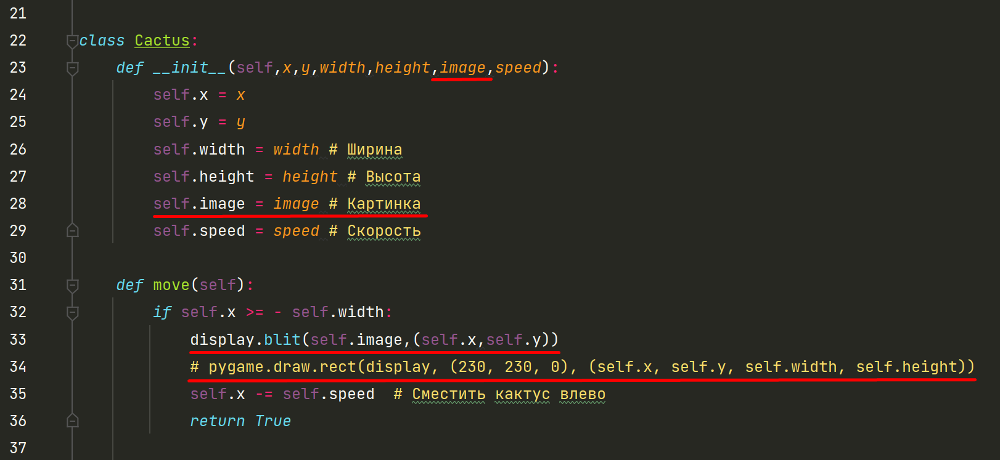 21
22 class Cactus:
23 def __init__(self,x,y,width,height,image,speed):
24 self.x = x
25 self.y = y
26 self.width = width # Ширина
27 self.height = height # Высота
28 self.image = image # Картинка
29 self.speed = speed # Скорость
30
31 def move(self):
32 if self.x >= - self.width:
33 display.blit(self.image,(self.x,self.y))
34 # pygame.draw.rect(display, (230, 230, 0), (self.x, self.y, self.width, self.height))
35 self.x -= self.speed # Сместить кактус влево
36 return True
37